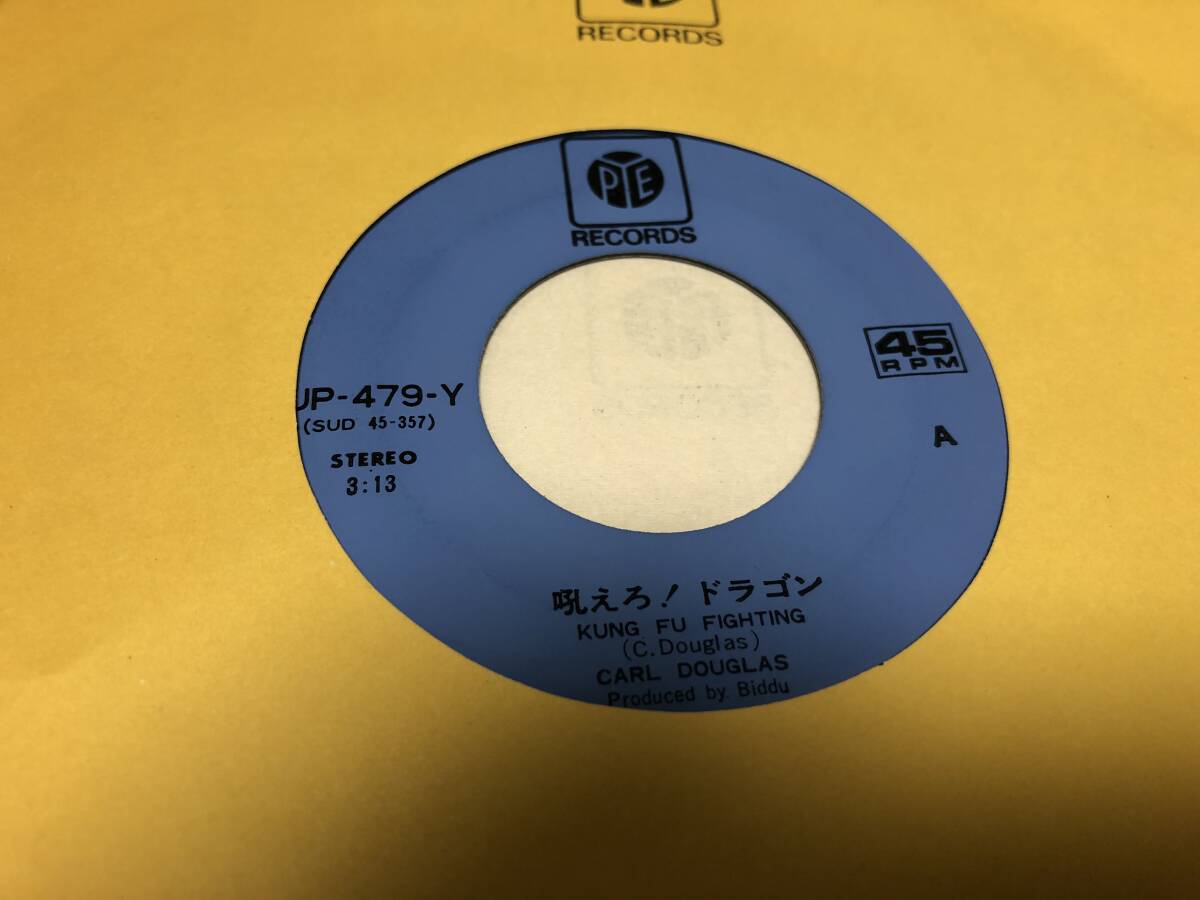 RECORDS
PYE
RECORDS
45
RPM
JP-479-Y
(SUD 45-357)
A
STEREO
3:13
吼えろ!ドラゴン
KUNG FU FIGHTING
(C.Douglas)
CARL DOUGLAS
Produced by Biddu